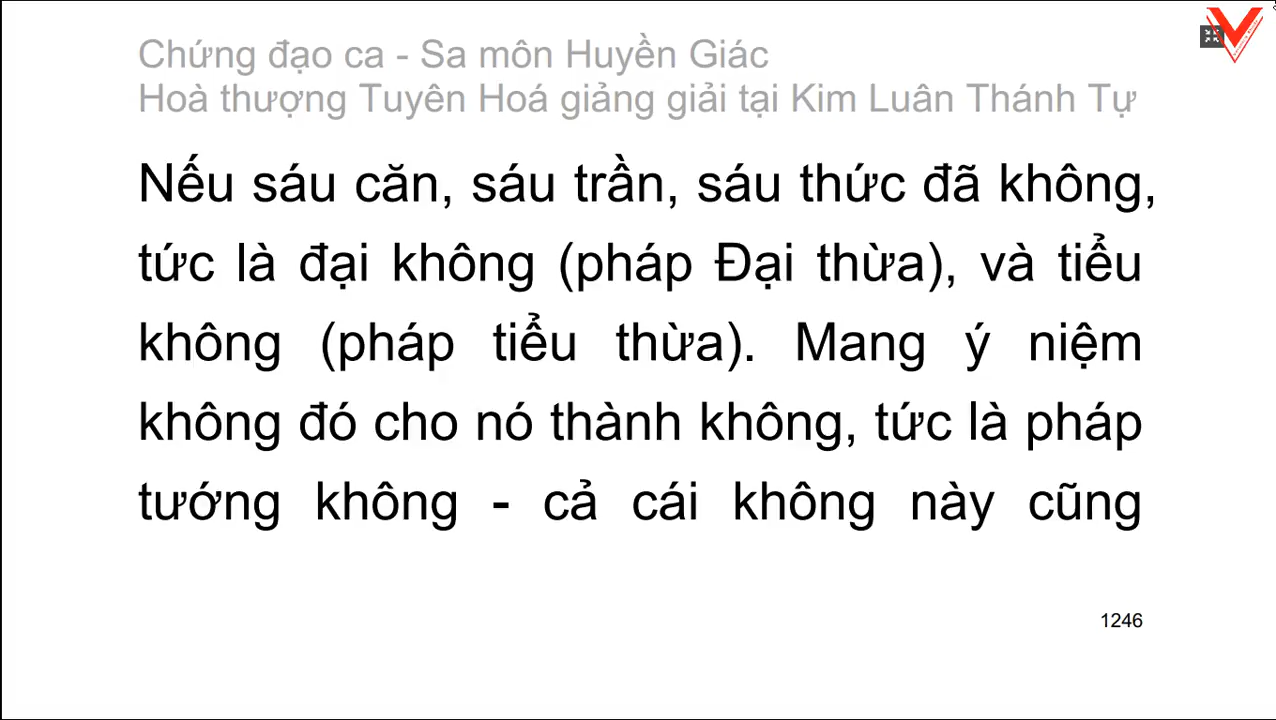 Chứng đạo ca - Sa môn Huyền Giác
Hoà thượng Tuyên Hoá giảng giải tại Kim Luân Thánh Tự
Nếu sáu căn, sáu trần, sáu thức đã không,
tức là đại không (pháp Đại thừa), và tiểu
không (pháp tiểu thừa). Mang ý niệm
không đó cho nó thành không, tức là pháp
tướng không - cả cái không này cũng
1246